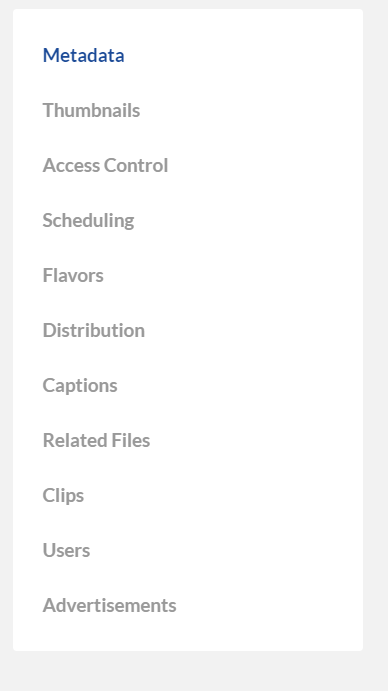 Metadata
Thumbnails
Access Control
Scheduling
Flavors
Distribution
Captions
Related Files
Clips
Users
Advertisements